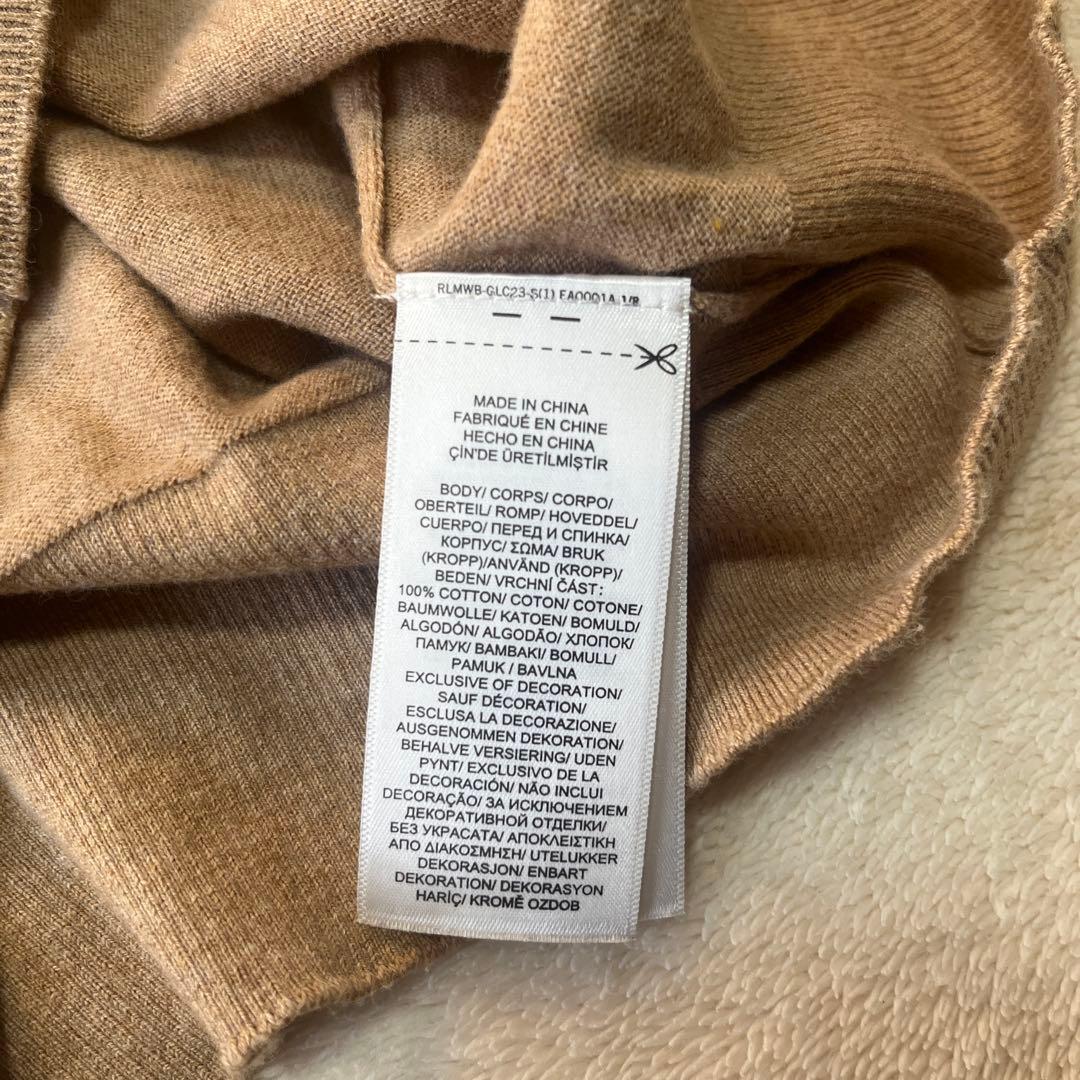 RLMWB-GLC23-S(1) FA0001A 1/8
MADE IN CHINA
FABRIQUÉ EN CHINE
HECHO EN CHINA
ÇİN'DE ÜRETİLMİŞTİR
BODY/ CORPS/ CORPO/
OBERTEIL/ ROMP/ HOVEDDEL/
CUERPO/ ПЕРЕД И СПИНКА/
КОРПУС/ ΣΩΜΑ/ BRUK
(KROPP)/ANVÄND (KROPP)/
BEDEN/ VRCHNÍ ČÁST:
100% COTTON/ COTON/ COTONE/
BAUMWOLLE/ KATOEN/ BOMULD/
ALGODÓN/ ALGODÃO/ ХЛОПОК/
ПАМУК/ ΒΑΜΒΑΚΙ/ BOMULL/
PAMUK / BAVLNA
EXCLUSIVE OF DECORATION/
SAUF DÉCORATION/
ESCLUSA LA DECORAZIONE/
AUSGENOMMEN DEKORATION/
BEHALVE VERSIERING/ UDEN
PYNT/ EXCLUSIVO DE LA
DECORACIÓN/ NÃO INCLUI
DECORAÇÃO/ ЗА ИСКЛЮЧЕНИЕМ
ДЕКОРАТИВНОЙ ОТДЕЛКИ/
БЕЗ УКРАСАТА/ ΑΠΟΚΛΕΙΣΤΙΚΗ
ΑΠΟ ΔΙΑΚΟΣΜΗΣΗ/ UTELUKKER
DEKORASJON/ ENBART
DEKORATION/ DEKORASYON
HARİÇ/ KROMĚ OZDOB